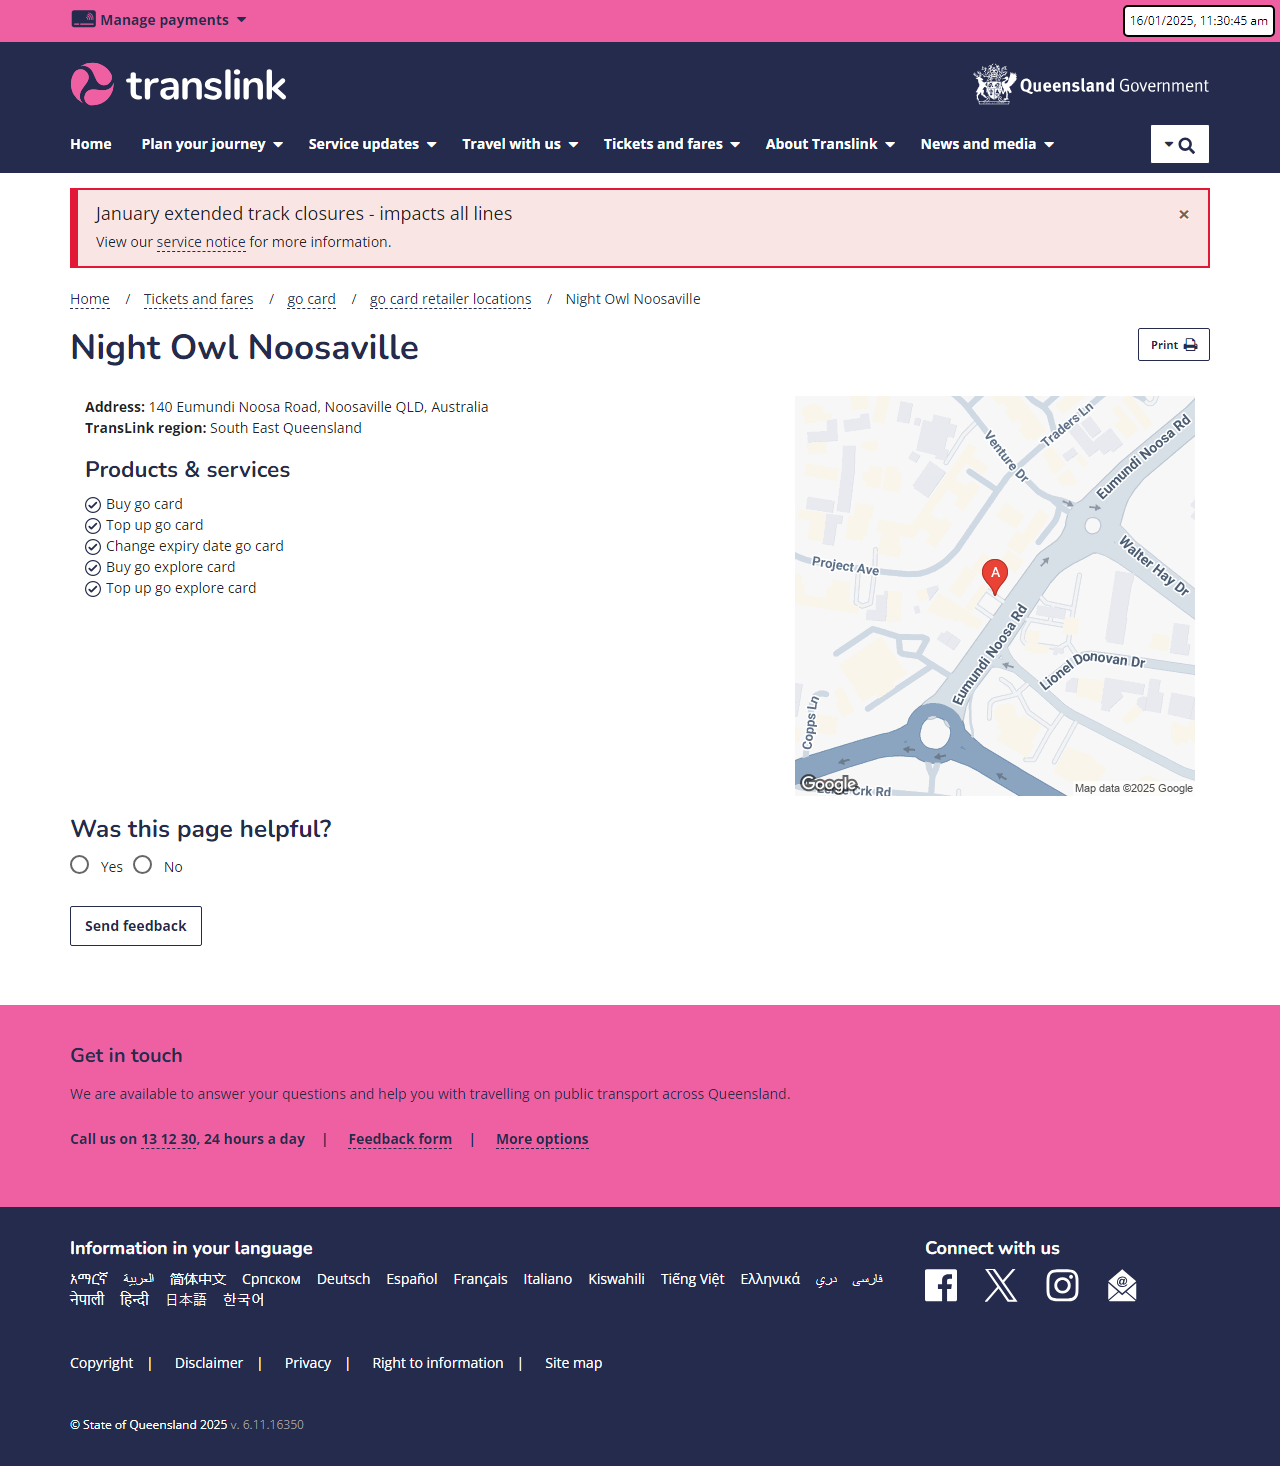 Manage payments
16/01/2025, 11:30:45 am
translink
Queensland Government
Home Plan your journey Service updates Travel with us Tickets and fares About Translink News and media
January extended track closures - impacts all lines
×
View our service notice for more information.
Home / Tickets and fares / go card / go card retailer locations / Night Owl Noosaville
Night Owl Noosaville
Print
Address: 140 Eumundi Noosa Road, Noosaville QLD, Australia
TransLink region: South East Queensland
Products & services
Buy go card
Top up go card
Change expiry date go card
Buy go explore card
Top up go explore card
Traders Ln
Venture Dr
Eumundi Noosa Rd
Walter Hay Dr
Project Ave
A
Eumundi Noosa Rd
Lionel Donovan Dr
Copps Ln
Google
Crk Rd
Map data ©2025 Google
Was this page helpful?
Yes No
Send feedback
Get in touch
We are available to answer your questions and help you with travelling on public transport across Queensland.
Call us on 13 12 30, 24 hours a day | Feedback form | More options
Information in your language
አማርኛ العربية 简体中文 Српском Deutsch Español Français Italiano Kiswahili Tiếng Việt Ελληνικά دري فارسی
नेपाली हिन्दी 日本語 한국어
Connect with us
Copyright | Disclaimer | Privacy | Right to information | Site map
© State of Queensland 2025 v. 6.11.16350